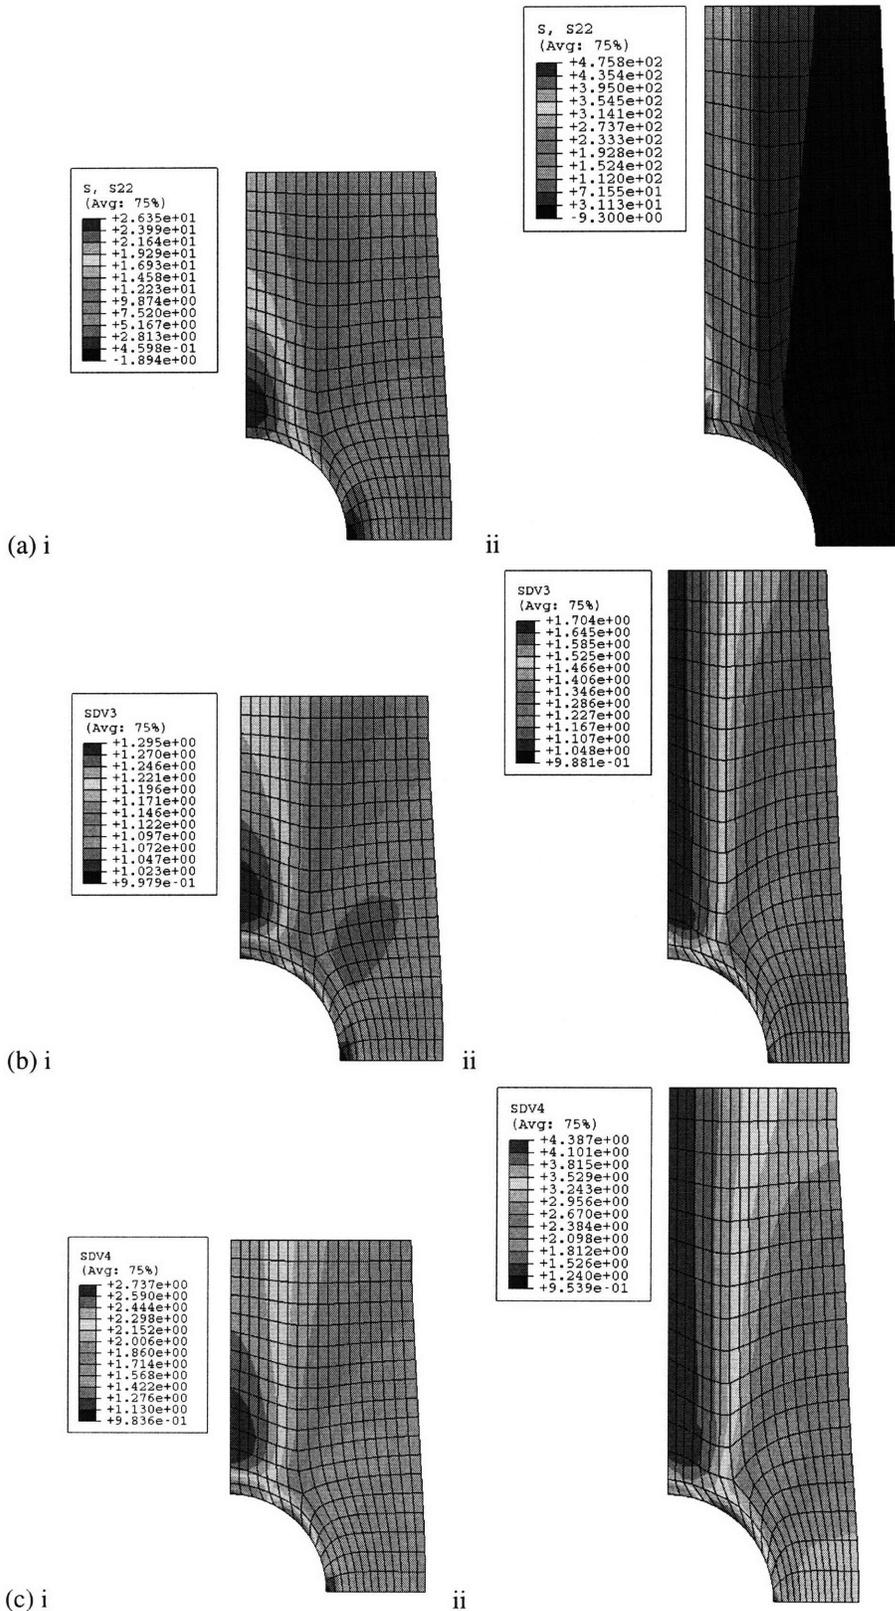 S, S22
(Avg: 75%)
+2.635e+01
+2.399e+01
+2.164e+01
+1.929e+01
+1.693e+01
+1.458e+01
+1.223e+01
+9.874e+00
+7.520e+00
+5.167e+00
+2.813e+00
+4.598e-01
-1.894e+00
(a) i
S, S22
(Avg: 75%)
+4.758e+02
+4.354e+02
+3.950e+02
+3.545e+02
+3.141e+02
+2.737e+02
+2.333e+02
+1.928e+02
+1.524e+02
+1.120e+02
+7.155e+01
+3.113e+01
-9.300e+00
ii
SDV3
(Avg: 75%)
+1.295e+00
+1.270e+00
+1.246e+00
+1.221e+00
+1.196e+00
+1.171e+00
+1.146e+00
+1.122e+00
+1.097e+00
+1.072e+00
+1.047e+00
+1.023e+00
+9.979e-01
(b) i
SDV3
(Avg: 75%)
+1.704e+00
+1.645e+00
+1.585e+00
+1.525e+00
+1.466e+00
+1.406e+00
+1.346e+00
+1.286e+00
+1.227e+00
+1.167e+00
+1.107e+00
+1.048e+00
+9.881e-01
ii
SDV4
(Avg: 75%)
+2.737e+00
+2.590e+00
+2.444e+00
+2.298e+00
+2.152e+00
+2.006e+00
+1.860e+00
+1.714e+00
+1.568e+00
+1.422e+00
+1.276e+00
+1.130e+00
+9.836e-01
(c) i
SDV4
(Avg: 75%)
+4.387e+00
+4.101e+00
+3.815e+00
+3.529e+00
+3.243e+00
+2.956e+00
+2.670e+00
+2.384e+00
+2.098e+00
+1.812e+00
+1.526e+00
+1.240e+00
+9.539e-01
ii